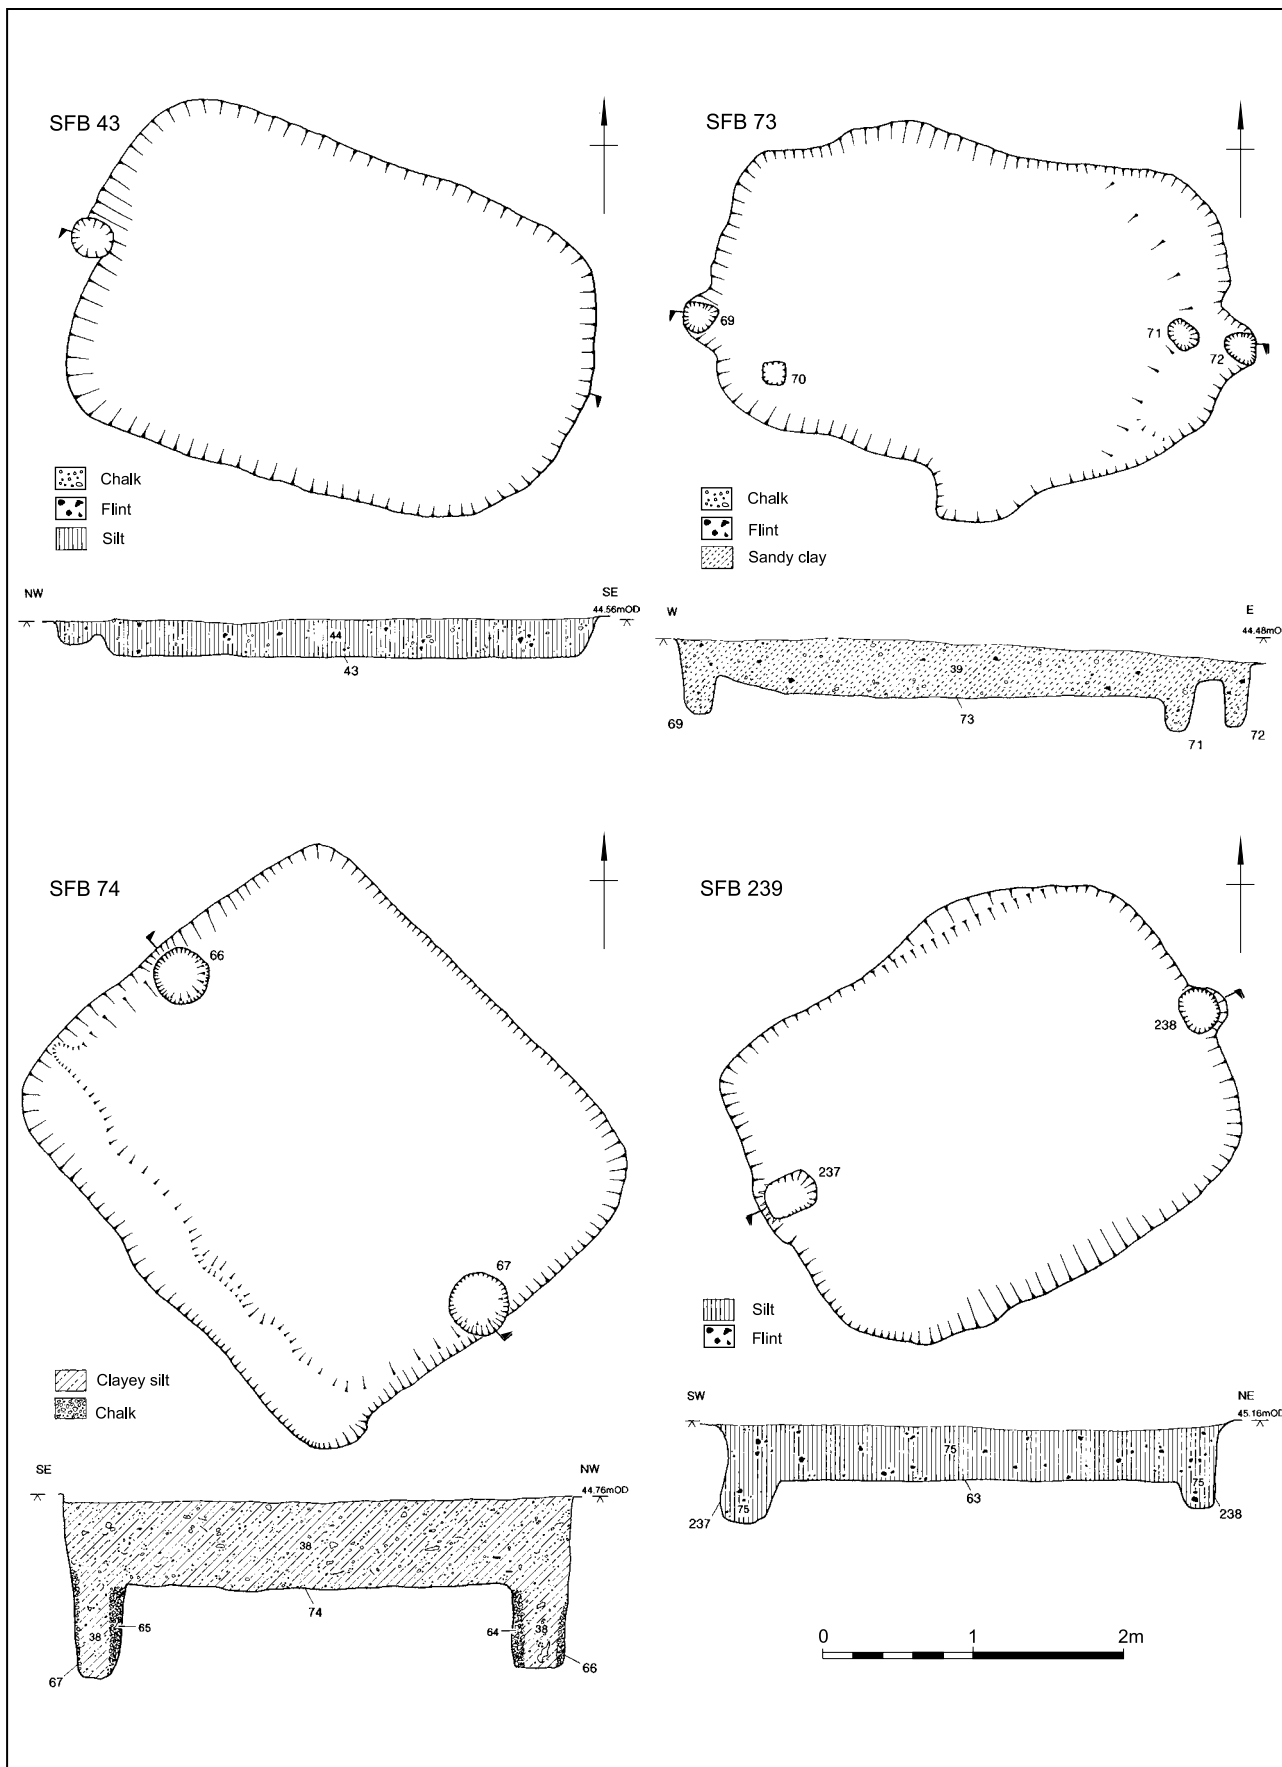 SFB 43
Chalk
Flint
Silt
NW
SE
44.56mOD
44
43
SFB 73
69
70
71
72
Chalk
Flint
Sandy clay
W
E
44.48mOD
39
69
73
71
72
SFB 74
66
67
Clayey silt
Chalk
SE
NW
44.76mOD
38
74
38
65
64
38
67
66
SFB 239
238
237
Silt
Flint
SW
NE
45.16mOD
75
75
75
237
63
238
0
1
2m